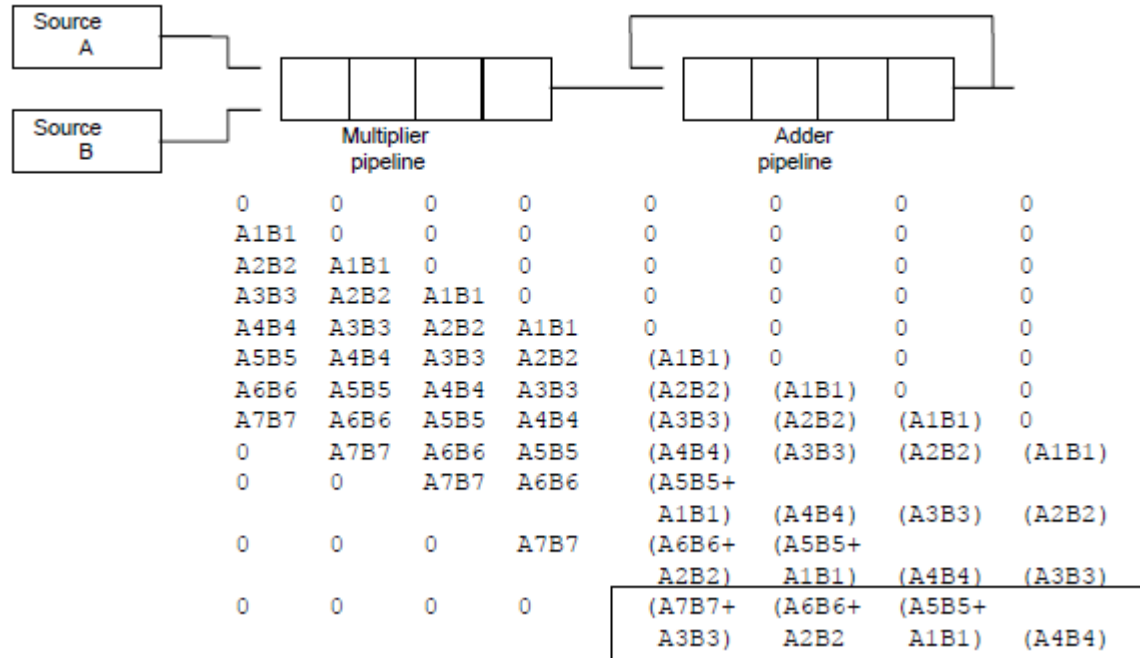 Source
A
Source
B
Multiplier
pipeline
Adder
pipeline
0 0 0 0 0 0 0 0
A1B1 0 0 0 0 0 0 0
A2B2 A1B1 0 0 0 0 0 0
A3B3 A2B2 A1B1 0 0 0 0 0
A4B4 A3B3 A2B2 A1B1 0 0 0 0
A5B5 A4B4 A3B3 A2B2 (A1B1) 0 0 0
A6B6 A5B5 A4B4 A3B3 (A2B2) (A1B1) 0 0
A7B7 A6B6 A5B5 A4B4 (A3B3) (A2B2) (A1B1) 0
0 A7B7 A6B6 A5B5 (A4B4) (A3B3) (A2B2) (A1B1)
0 0 A7B7 A6B6 (A5B5+
A1B1) (A4B4) (A3B3) (A2B2)
0 0 0 A7B7 (A6B6+ (A5B5+
A2B2) A1B1) (A4B4) (A3B3)
0 0 0 0 (A7B7+ (A6B6+ (A5B5+
A3B3) A2B2 A1B1) (A4B4)